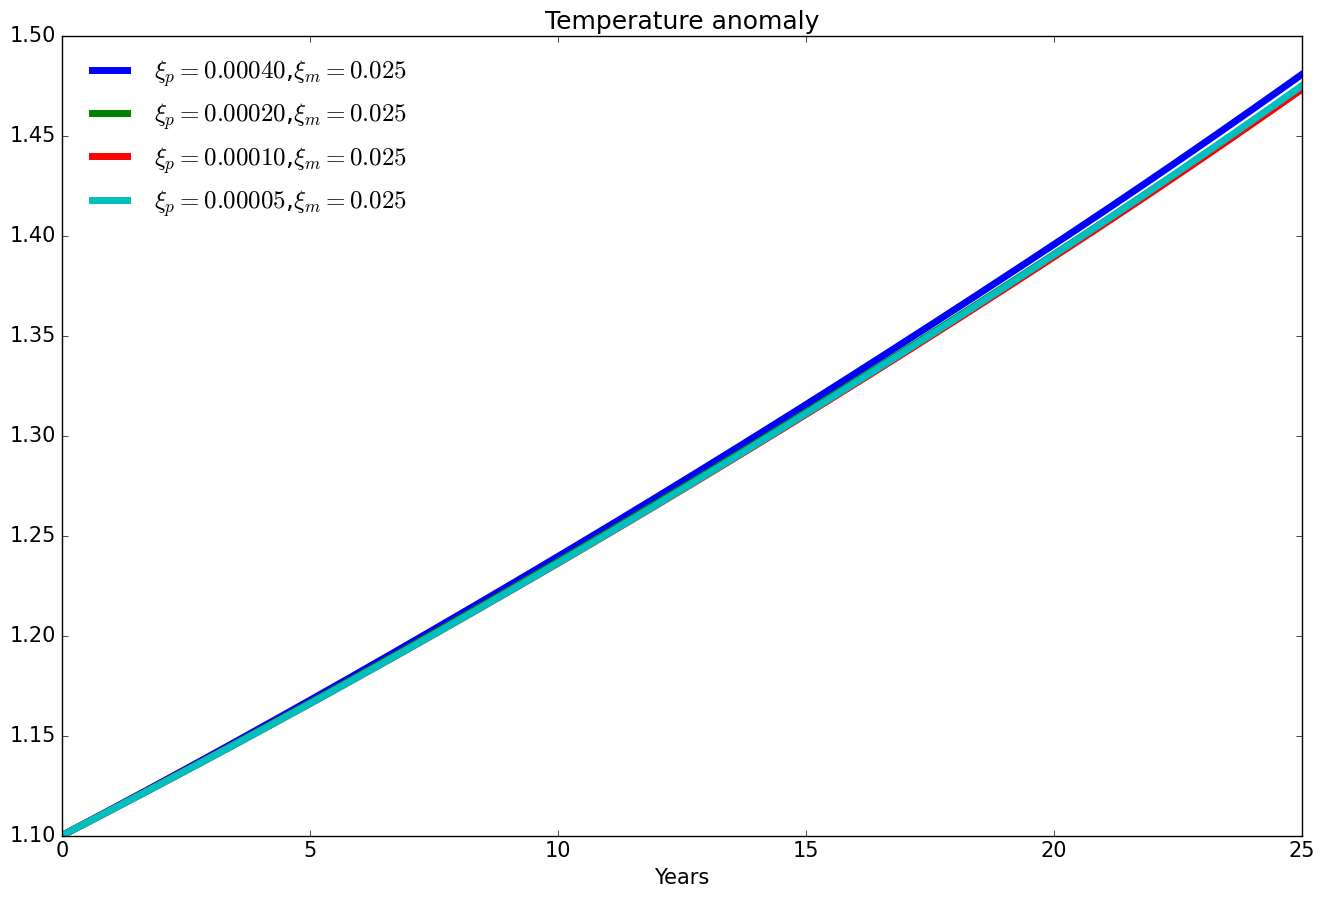 Temperature anomaly
1.50
1.45
1.40
1.35
1.30
1.25
1.20
1.15
1.10
ξₚ = 0.00040,ξₘ = 0.025
ξₚ = 0.00020,ξₘ = 0.025
ξₚ = 0.00010,ξₘ = 0.025
ξₚ = 0.00005,ξₘ = 0.025
0 5 10 15 20 25
Years